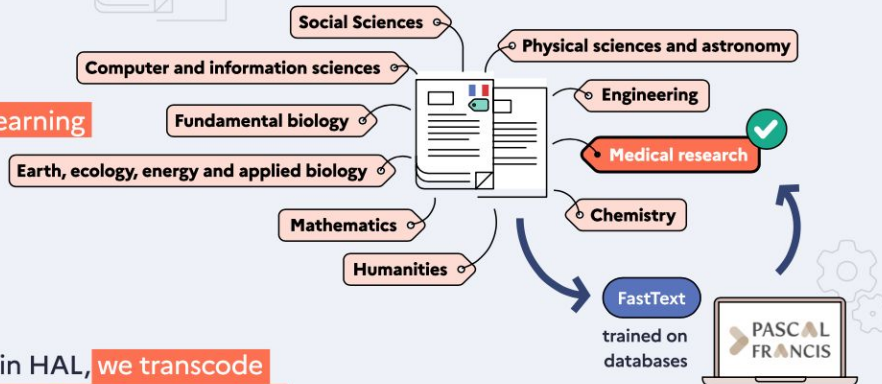 Social Sciences
Physical sciences and astronomy
Computer and information sciences
Engineering
earning
Fundamental biology
Medical research
Earth, ecology, energy and applied biology
Chemistry
Mathematics
Humanities
FastText
trained on
databases
PASCAL
FRANCIS
in HAL, we transcode